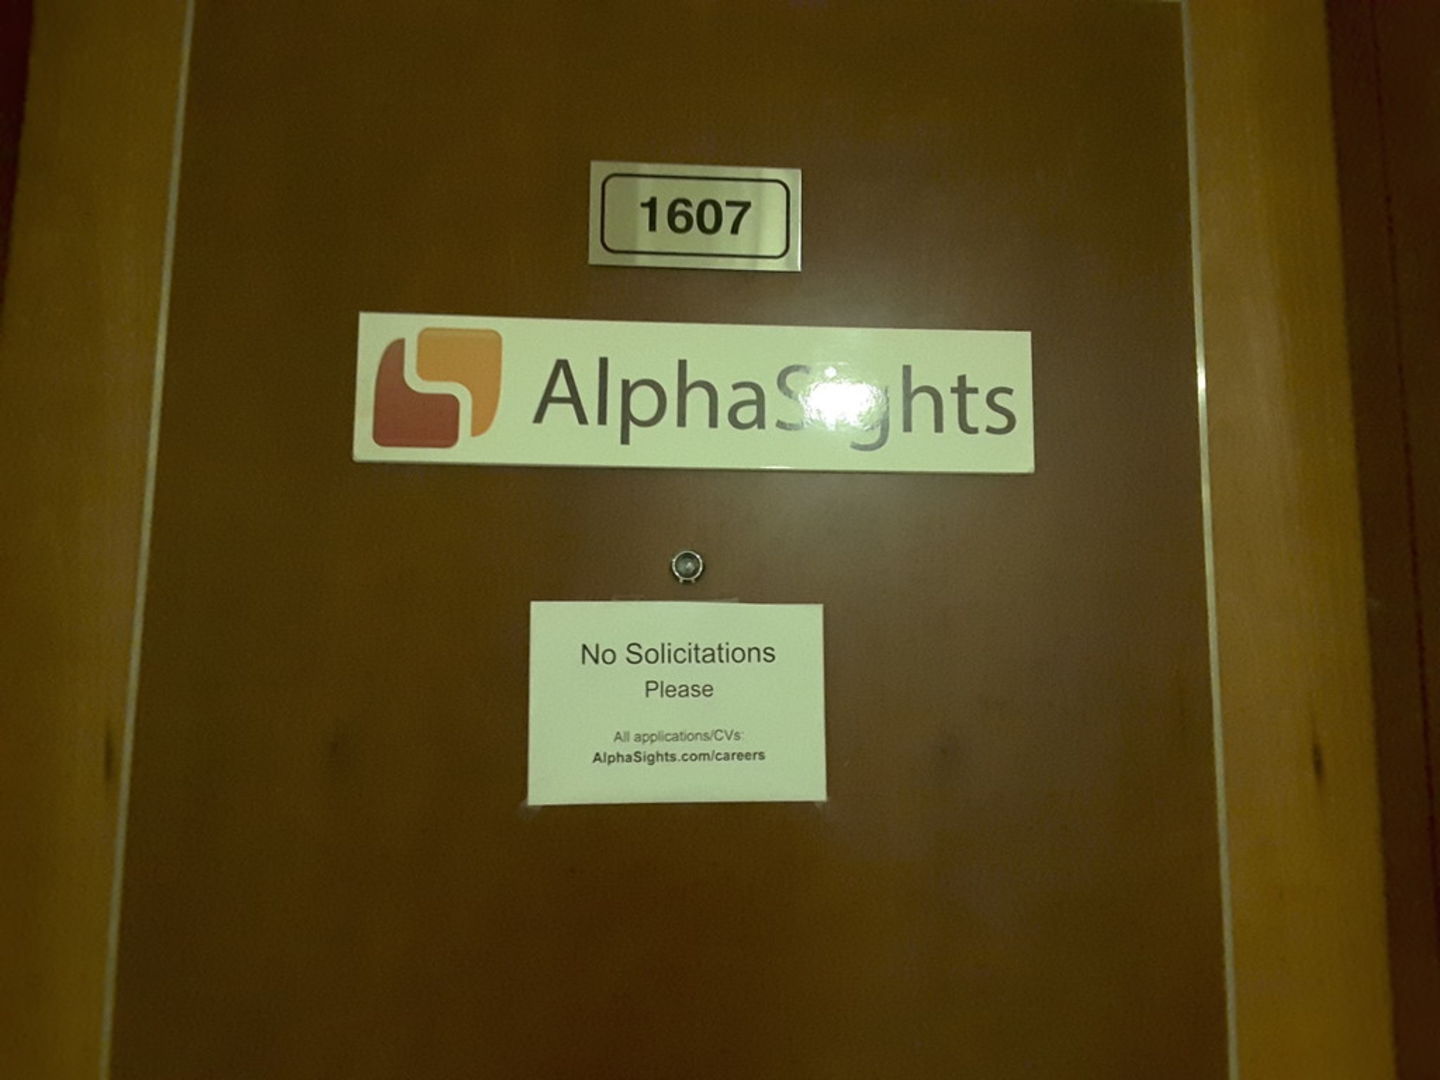 1607
AlphaSights
No Solicitations
Please
All applications/CVs:
AlphaSights.com/careers